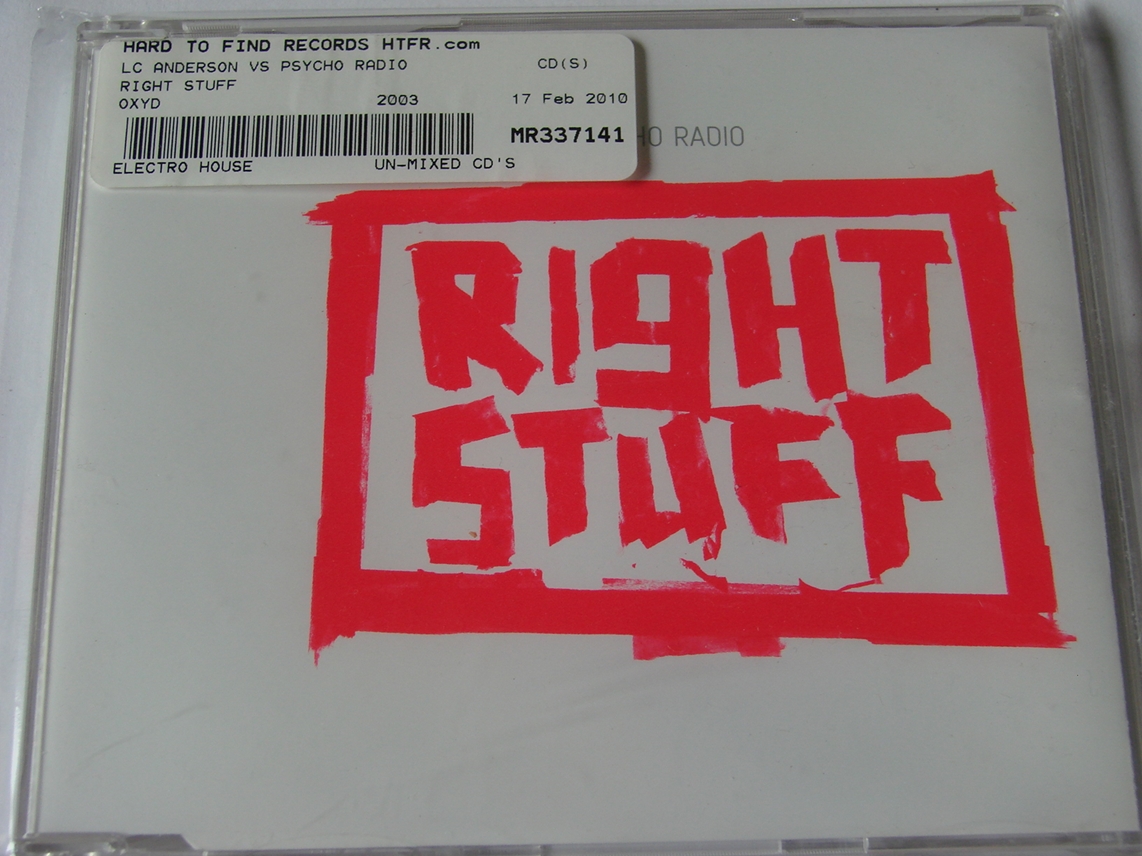 HARD TO FIND RECORDS HTFR.com
LC ANDERSON VS PSYCHO RADIO CD(S)
RIGHT STUFF
OXYD 2003 17 Feb 2010
MR337141
ELECTRO HOUSE UN-MIXED CD'S
HO RADIO
RIgHT
STUFF